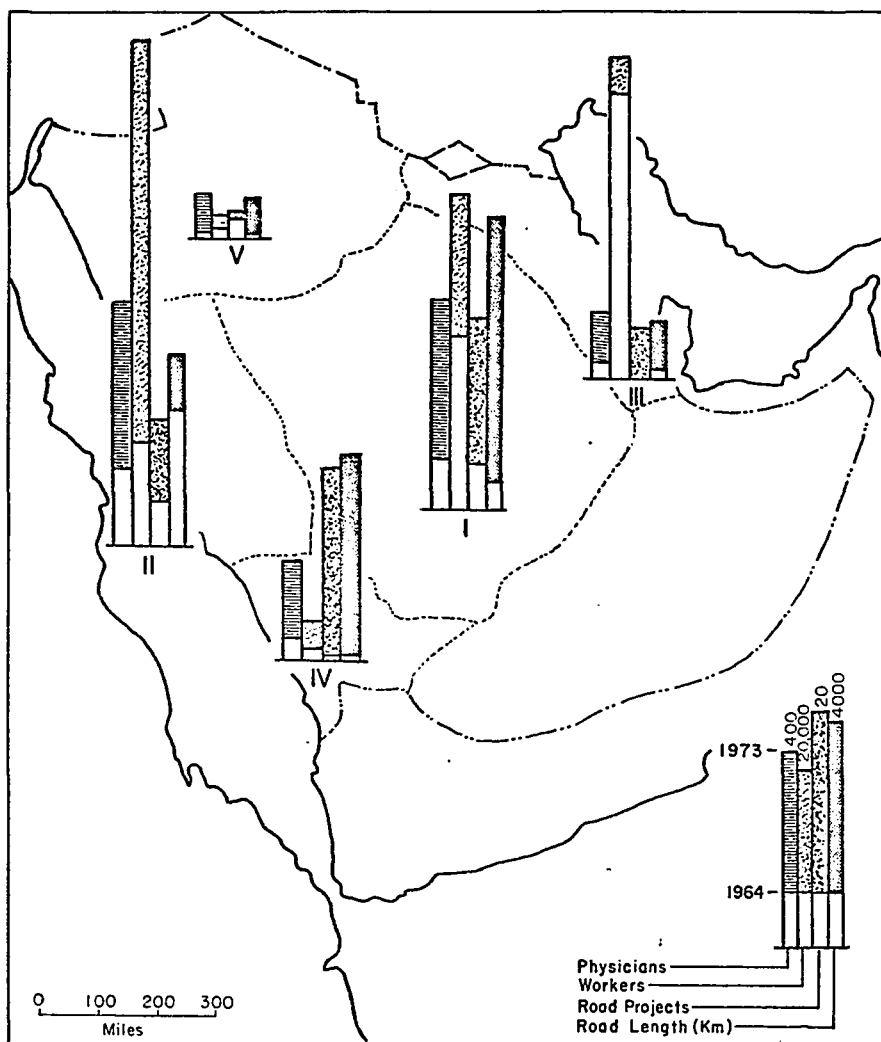 V
III
I
II
IV
400
20,000
20
4000
1973
1964
Physicians
Workers
Road Projects
Road Length (Km)
0 100 200 300
Miles